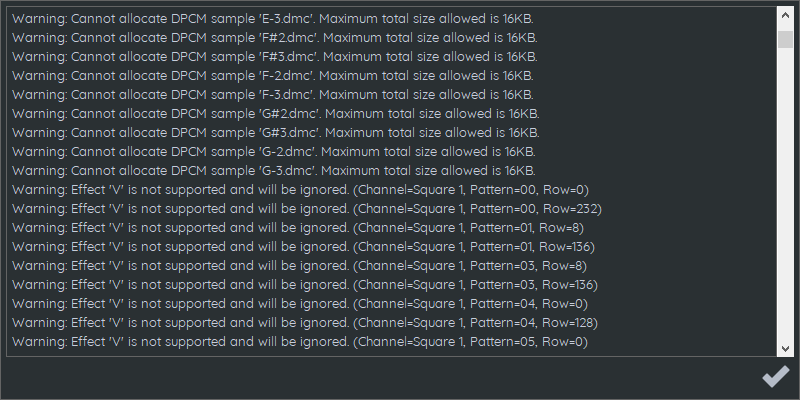 Warning: Cannot allocate DPCM sample 'E-3.dmc'. Maximum total size allowed is 16KB.
Warning: Cannot allocate DPCM sample 'F#2.dmc'. Maximum total size allowed is 16KB.
Warning: Cannot allocate DPCM sample 'F#3.dmc'. Maximum total size allowed is 16KB.
Warning: Cannot allocate DPCM sample 'F-2.dmc'. Maximum total size allowed is 16KB.
Warning: Cannot allocate DPCM sample 'F-3.dmc'. Maximum total size allowed is 16KB.
Warning: Cannot allocate DPCM sample 'G#2.dmc'. Maximum total size allowed is 16KB.
Warning: Cannot allocate DPCM sample 'G#3.dmc'. Maximum total size allowed is 16KB.
Warning: Cannot allocate DPCM sample 'G-2.dmc'. Maximum total size allowed is 16KB.
Warning: Cannot allocate DPCM sample 'G-3.dmc'. Maximum total size allowed is 16KB.
Warning: Effect 'V' is not supported and will be ignored. (Channel=Square 1, Pattern=00, Row=0)
Warning: Effect 'V' is not supported and will be ignored. (Channel=Square 1, Pattern=00, Row=232)
Warning: Effect 'V' is not supported and will be ignored. (Channel=Square 1, Pattern=01, Row=8)
Warning: Effect 'V' is not supported and will be ignored. (Channel=Square 1, Pattern=01, Row=136)
Warning: Effect 'V' is not supported and will be ignored. (Channel=Square 1, Pattern=03, Row=8)
Warning: Effect 'V' is not supported and will be ignored. (Channel=Square 1, Pattern=03, Row=136)
Warning: Effect 'V' is not supported and will be ignored. (Channel=Square 1, Pattern=04, Row=0)
Warning: Effect 'V' is not supported and will be ignored. (Channel=Square 1, Pattern=04, Row=128)
Warning: Effect 'V' is not supported and will be ignored. (Channel=Square 1, Pattern=05, Row=0)